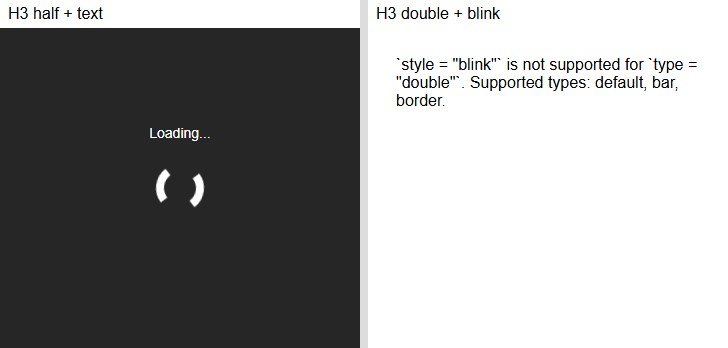 H3 half + text
Loading...
H3 double + blink
`style = "blink"` is not supported for `type =
"double"`. Supported types: default, bar,
border.